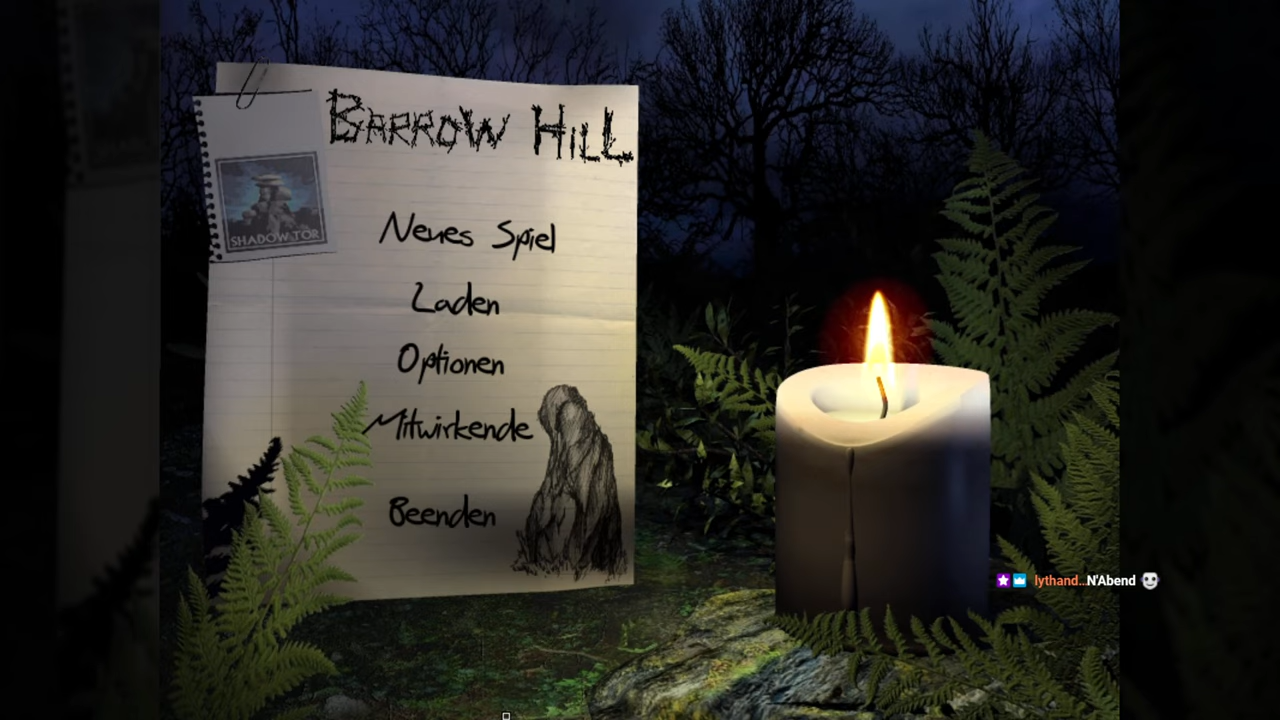 BARROW HILL
SHADOW TOR
Neues Spiel
Laden
Optionen
Mitwirkende
Beenden
lythand...N'Abend